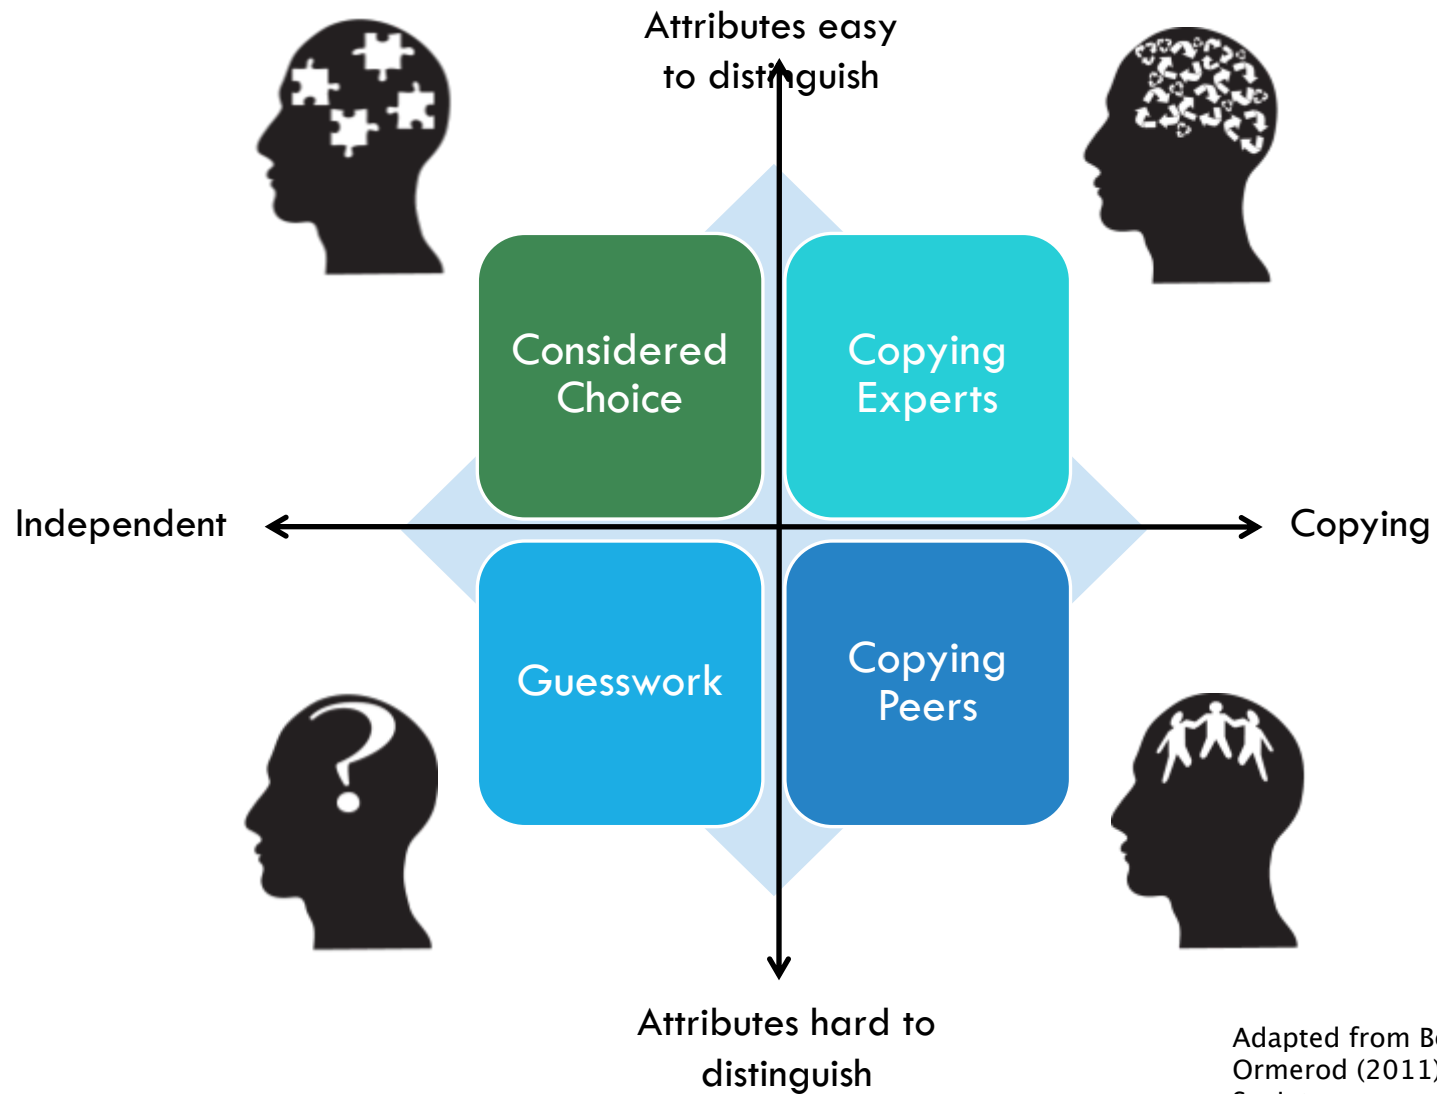 Attributes easy
to distinguish
Considered
Choice
Copying
Experts
Independent
Copying
Guesswork
Copying
Peers
Attributes hard to
distinguish
Adapted from
Ormerod (2011)